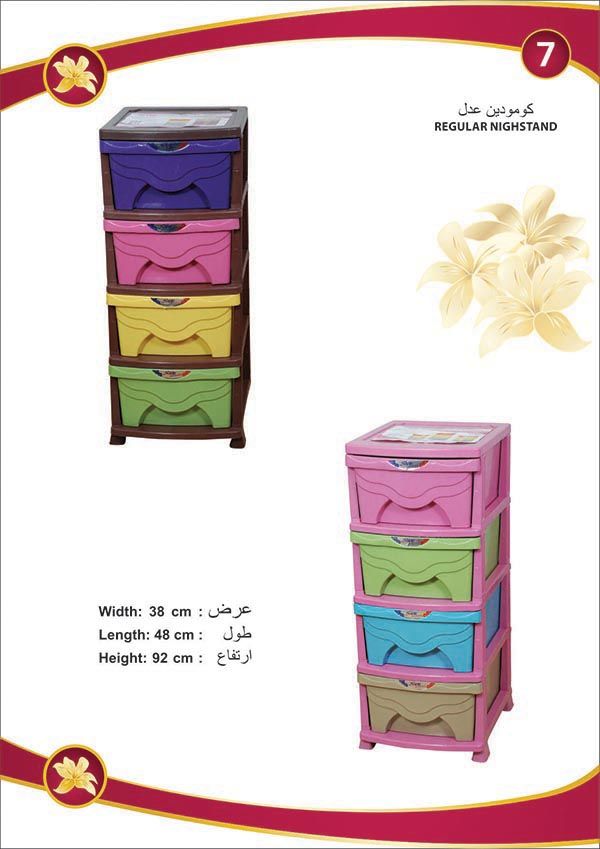 7
كومودين عدل
REGULAR NIGHSTAND
Width: 38 cm : عرض
Length: 48 cm : طول
Height: 92 cm : ارتفاع